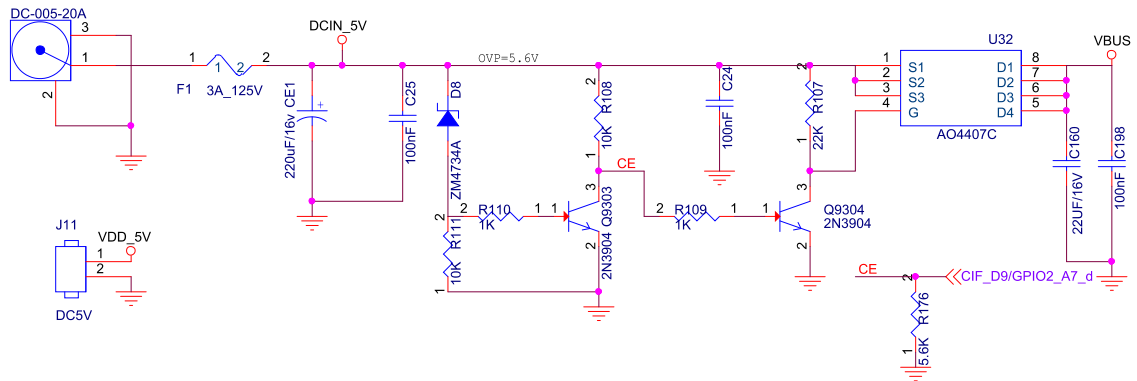 DC-005-20A
3
1
2
1
1
2
2
F1
3A_125V
DCIN_5V
CE1
+
220uF/16v
C25
100nF
D8
ZM4734A
OVP=5.6V
2
R111
10K
1
2
R110
1K
1
1
3
Q9303
2
2N3904
R108
10K
1
CE
C24
100nF
2
R109
1K
1
1
2
R107
22K
1
3
Q9304
2N3904
2
U32
1
S1
D1
8
2
S2
D2
7
3
S3
D3
6
4
G
D4
5
AO4407C
VBUS
C160
22UF/16V
C198
100nF
J11
VDD_5V
1
2
DC5V
CE
2
CIF_D9/GPIO2_A7_d
R176
5.6K
1